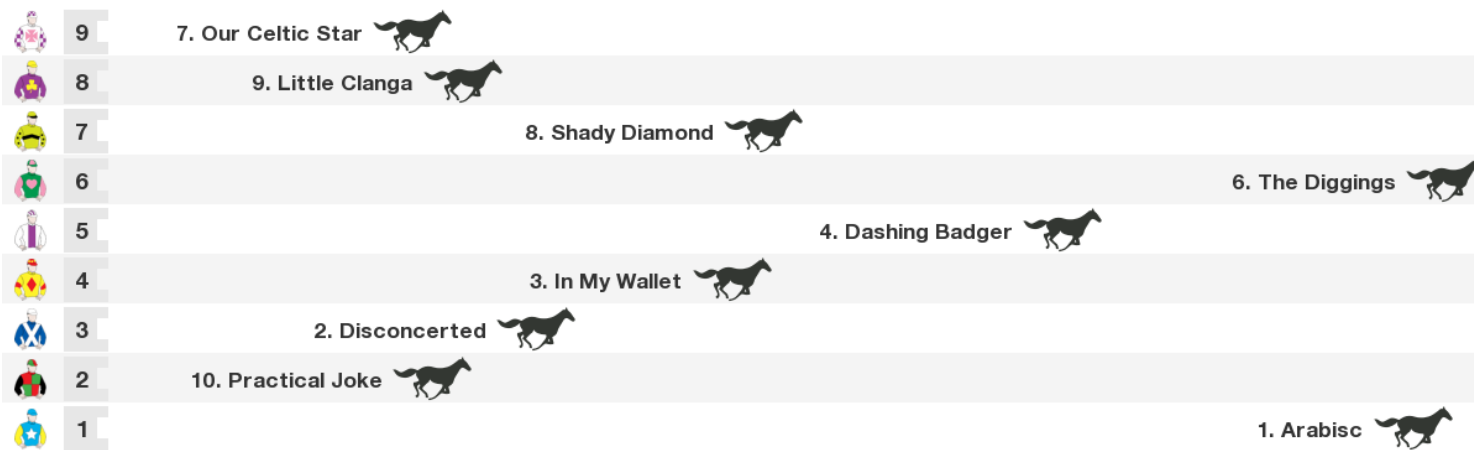 9 7. Our Celtic Star
8 9. Little Clanga
7 8. Shady Diamond
6 6. The Diggings
5 4. Dashing Badger
4 3. In My Wallet
3 2. Disconcerted
2 10. Practical Joke
1 1. Arabisc